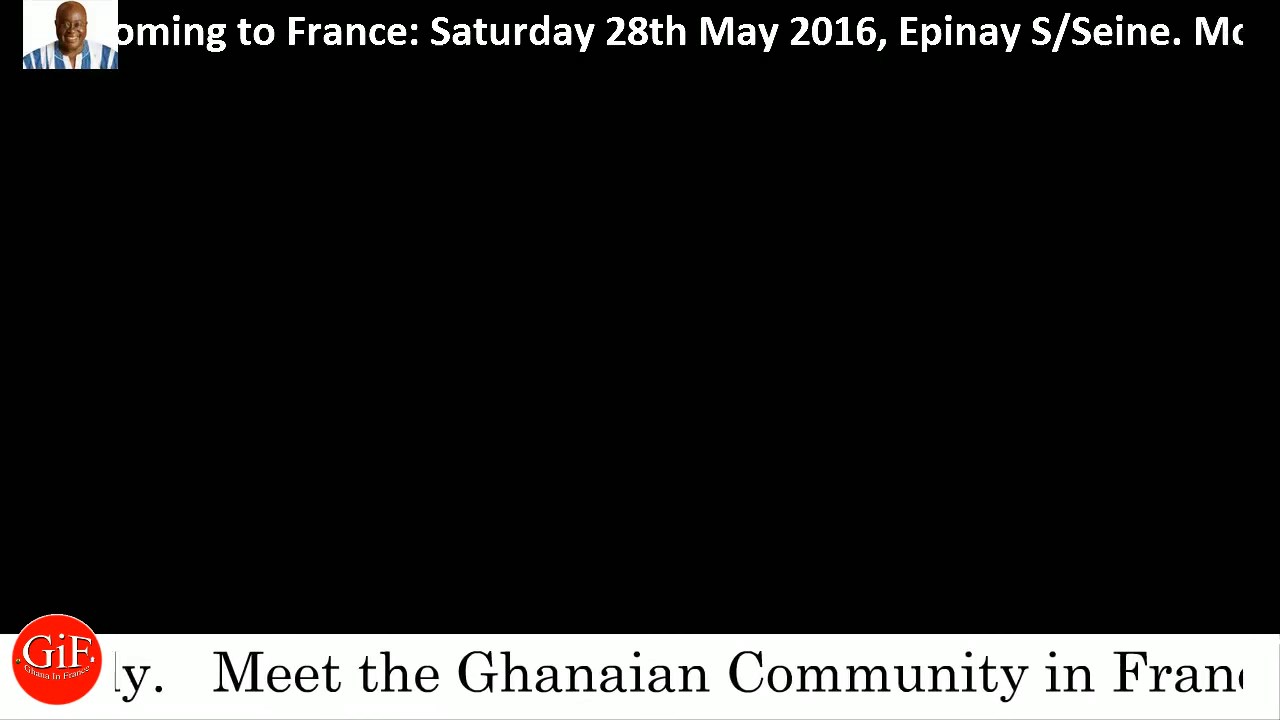 oming to France: Saturday 28th May 2016, Epinay S/Seine.
GiF
Ghana In France
ly. Meet the Ghanaian Community in Franc